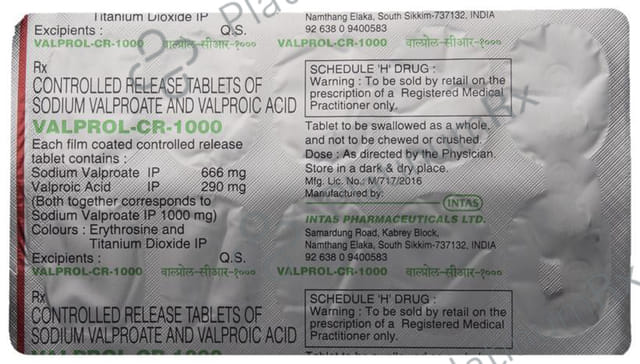 Titanium Dioxide IP
Excipients : Q.S.
VALPROL-CR-1000 वाल्प्रोल-सीआर-१०००
Rx
CONTROLLED RELEASE TABLETS OF
SODIUM VALPROATE AND VALPROIC ACID
VALPROL-CR-1000
Each film coated controlled release
tablet contains :
Sodium Valproate IP 666 mg
Valproic Acid IP 290 mg
(Both together corresponds to
Sodium Valproate IP 1000 mg)
Colours : Erythrosine and
Titanium Dioxide IP
Excipients : Q.S.
VALPROL-CR-1000 वाल्प्रोल-सीआर-१०००
Rx
CONTROLLED RELEASE TABLETS OF
SODIUM VALPROATE AND VALPROIC ACID
VALPROL-CR-1000
Namthang Elaka, South Sikkim-737132, INDIA
92 638 0 9400583
VALPROL-CR-1000 वाल्प्रोल-सीआर-१०००
SCHEDULE 'H' DRUG :
Warning : To be sold by retail on the
prescription of a Registered Medical
Practitioner only.
Tablet to be swallowed as a whole,
and not to be chewed or crushed.
Dose : As directed by the Physician.
Store in a dark & dry place.
Mfg. Lic. No.: M/717/2016
Manufactured by:
INTAS
INTAS PHARMACEUTICALS LTD.
Samardung Road, Kabrey Block,
Namthang Elaka, South Sikkim-737132, INDIA
92 638 0 9400583
VALPROL-CR-1000 वाल्प्रोल-सीआर-१०००
SCHEDULE 'H' DRUG :
Warning : To be sold by retail on the
prescription of a Registered Medical
Practitioner only.